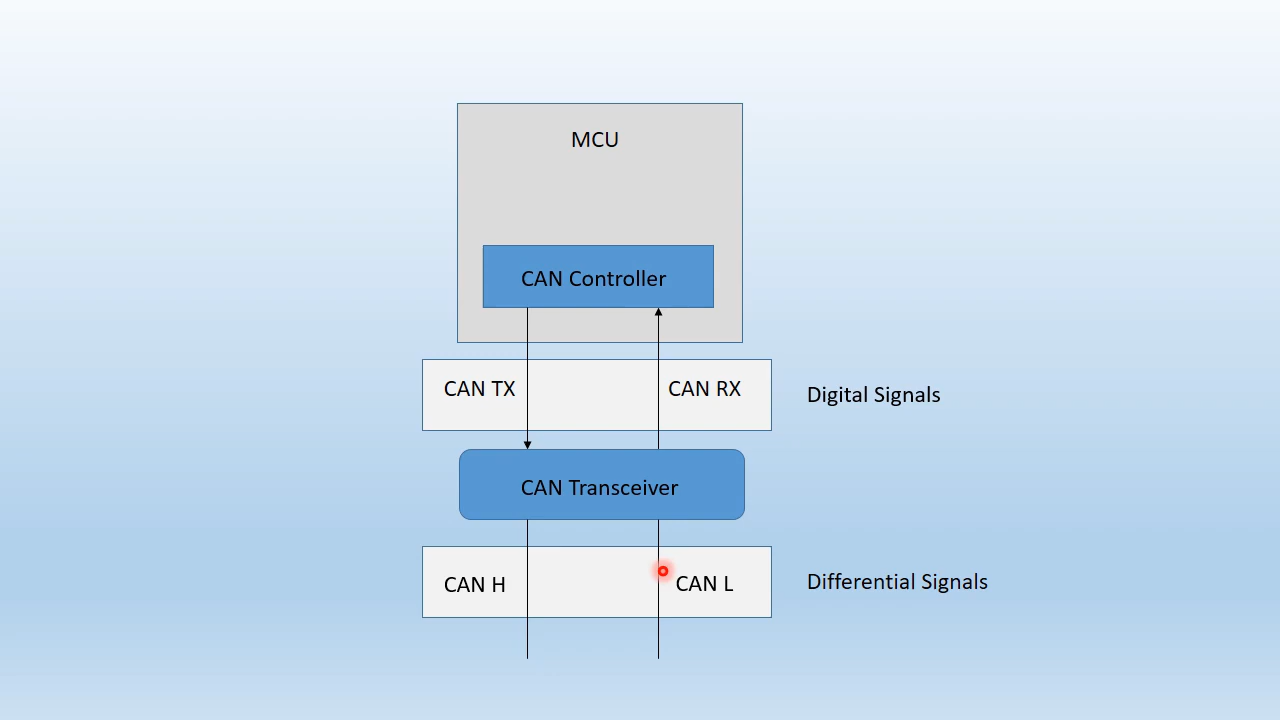 MCU
CAN Controller
CAN TX
CAN RX
Digital Signals
CAN Transceiver
CAN H
CAN L
Differential Signals